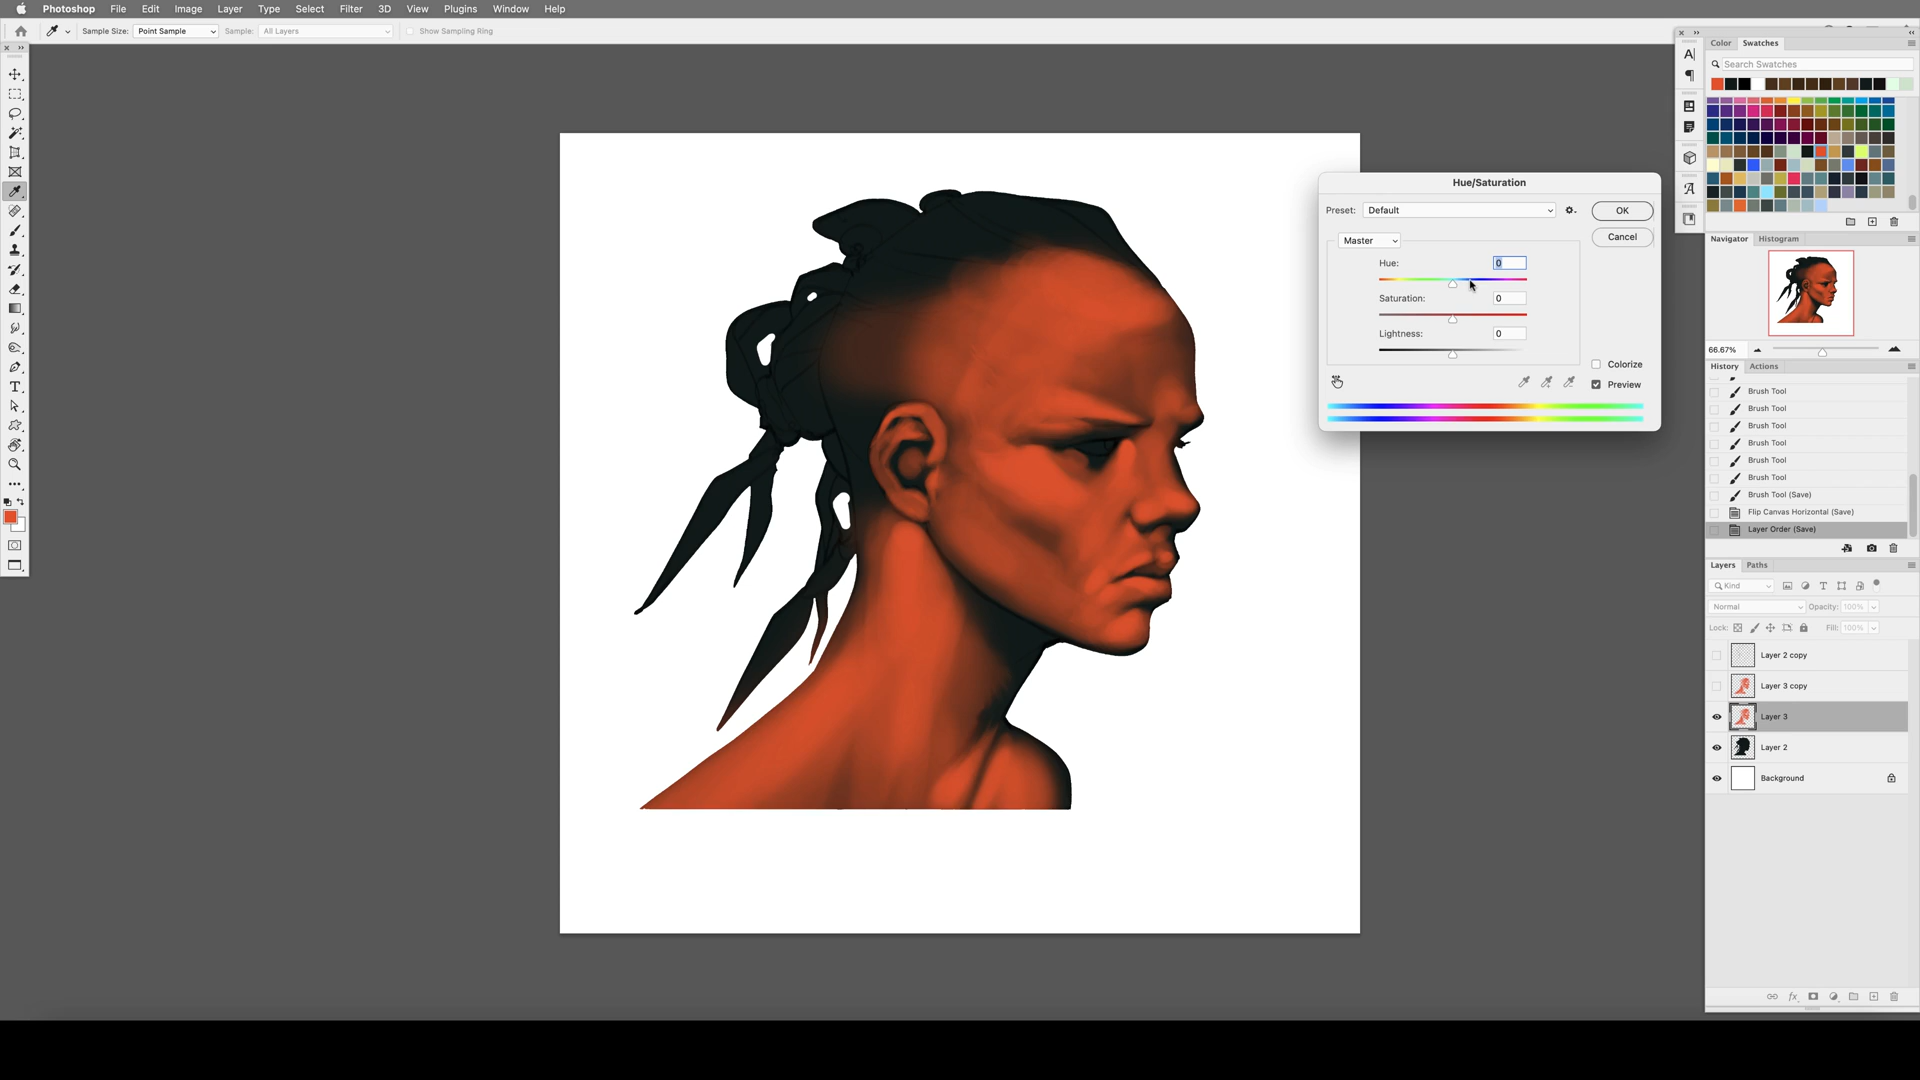 Photoshop File Edit Image Layer Type Select Filter 3D View Plugins Window Help
Sample Size: Point Sample Sample: All Layers Show Sampling Ring
Color Swatches
Search Swatches
Hue/Saturation
Preset: Default OK
Cancel
Master
Hue: 0
Saturation: 0
Lightness: 0
Colorize
Preview
Navigator Histogram
66.67%
History Actions
Brush Tool
Brush Tool
Brush Tool
Brush Tool
Brush Tool
Brush Tool
Brush Tool (Save)
Flip Canvas Horizontal (Save)
Layer Order (Save)
Layers Paths
Kind
Normal Opacity: 100%
Lock: Fill: 100%
Layer 2 copy
Layer 3 copy
Layer 3
Layer 2
Background